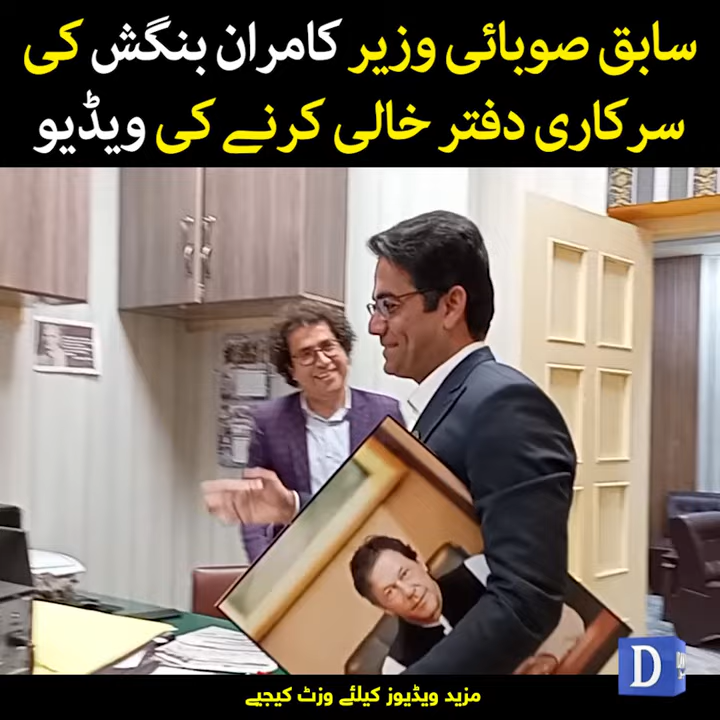 سابق صوبائی وزیر کامران بنگش کی
سرکاری دفتر خالی کرنے کی ویڈیو
D
مزید ویڈیوز کیلئے وزٹ کیجیے